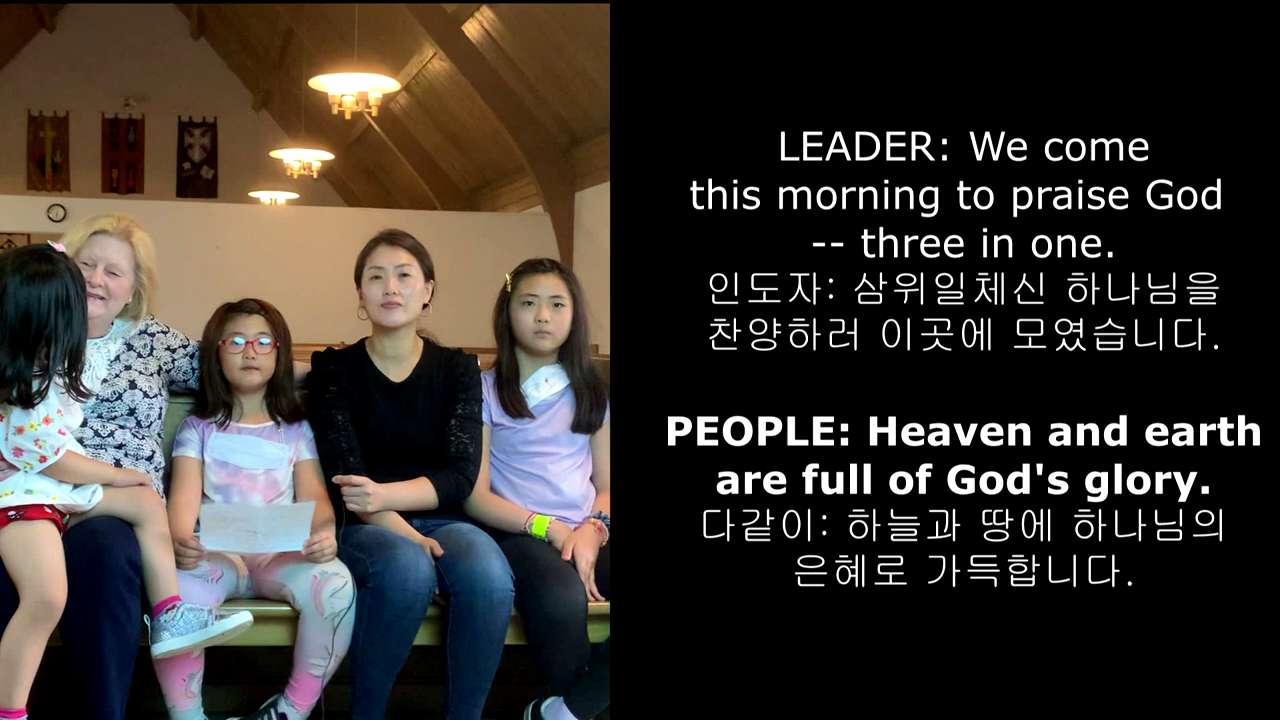 LEADER: We come
this morning to praise God
-- three in one.
인도자: 삼위일체신 하나님을
찬양하러 이곳에 모였습니다.
PEOPLE: Heaven and earth
are full of God's glory.
다같이: 하늘과 땅에 하나님의
은혜로 가득합니다.